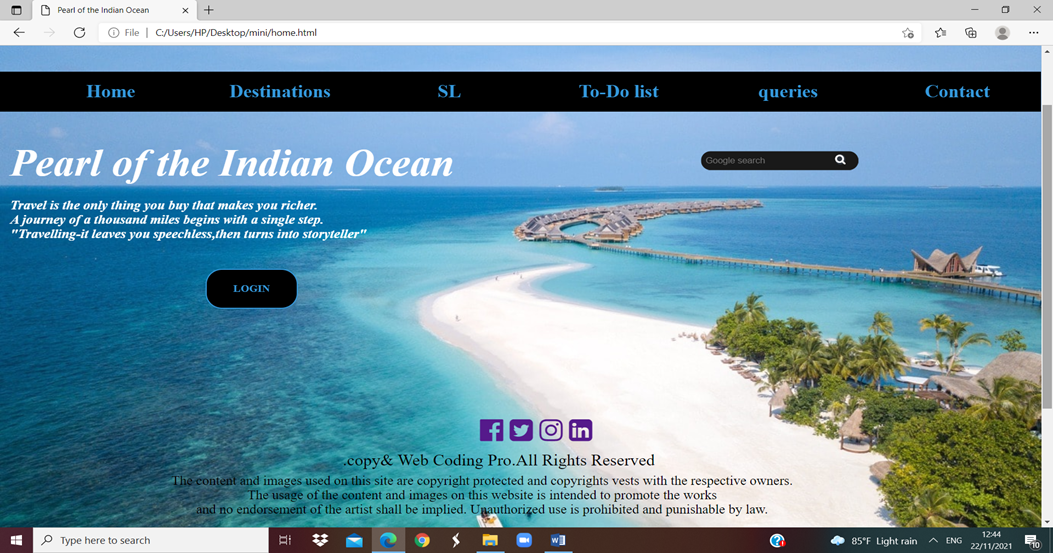 Pearl of the Indian Ocean
File | C:/Users/HP/Desktop/mini/home.html
Home Destinations SL To-Do list queries Contact
Pearl of the Indian Ocean
Google search
Travel is the only thing you buy that makes you richer.
A journey of a thousand miles begins with a single step.
"Travelling-it leaves you speechless,then turns into storyteller"
LOGIN
.copy& Web Coding Pro.All Rights Reserved
The content and images used on this site are copyright protected and copyrights vests with the respective owners.
The usage of the content and images on this website is intended to promote the works
and no endorsement of the artist shall be implied. Unauthorized use is prohibited and punishable by law.
Type here to search
85°F Light rain
ENG
12:44
22/11/2021
10